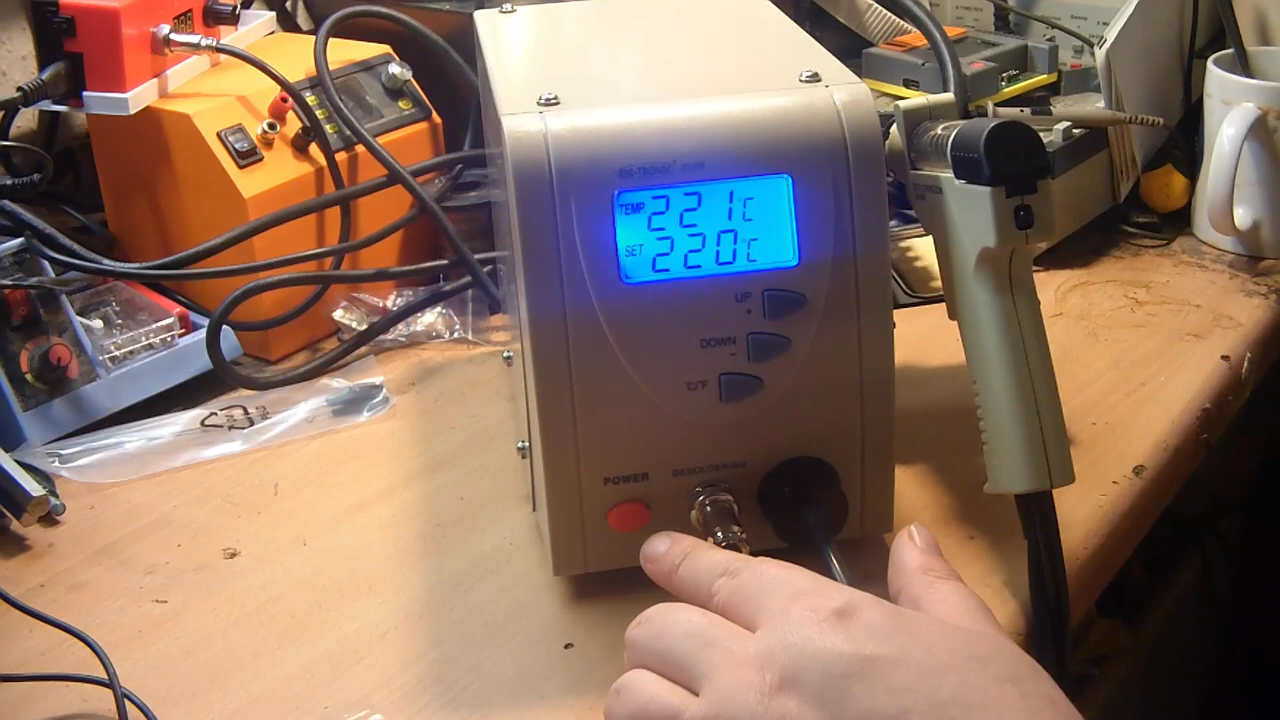 TEMP 221°C
SET 220°C
UP
+
DOWN
-
°C/°F
POWER
DESOLDERING